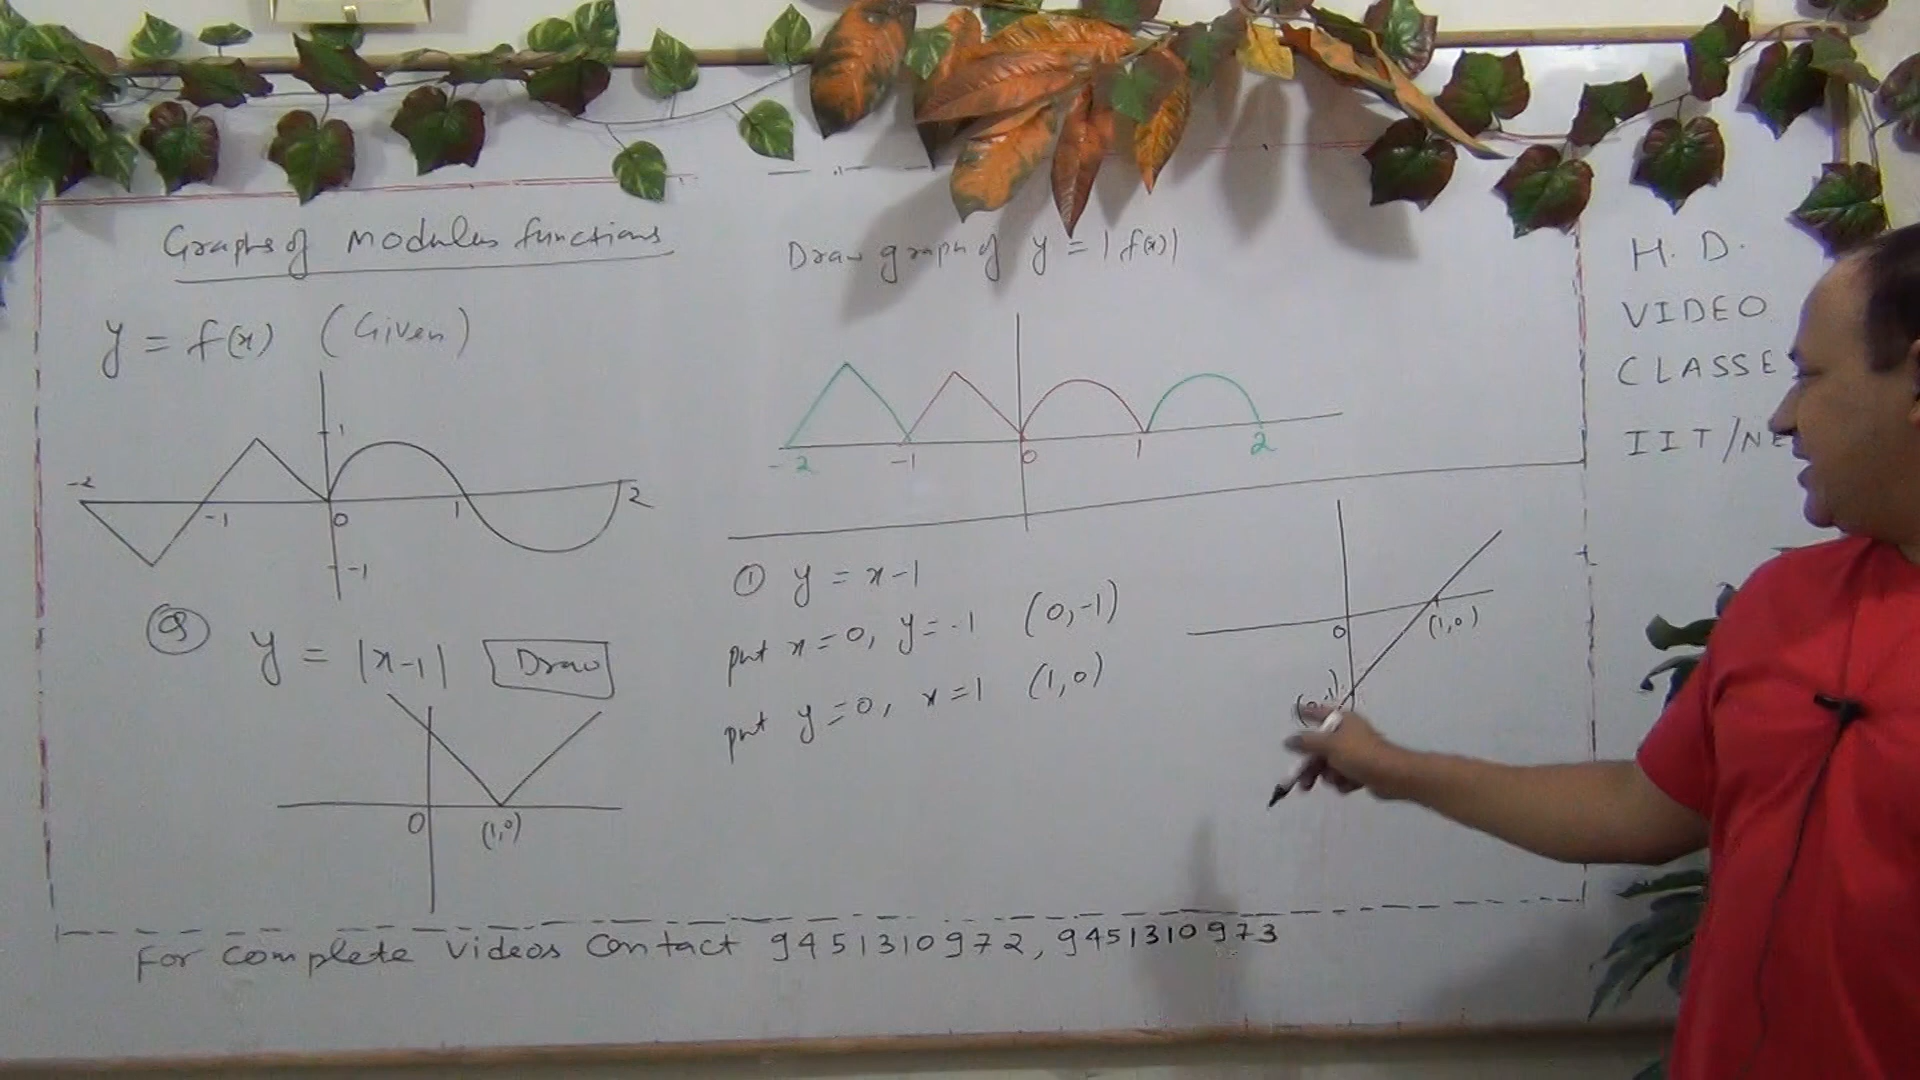 Graphs of Modulus functions
y = f(x) (Given)
1
-2
-1
0
1
2
-1
Q
y = |x-1| Draw
0
(1,0)
Draw graph of y = |f(x)|
-2
-1
0
1
2
① y = x-1
put x=0, y=-1 (0,-1)
put y=0, x=1 (1,0)
0
(1,0)
H. D.
VIDEO
CLASSE
IIT/NE
For complete videos contact 9451310972, 9451310973